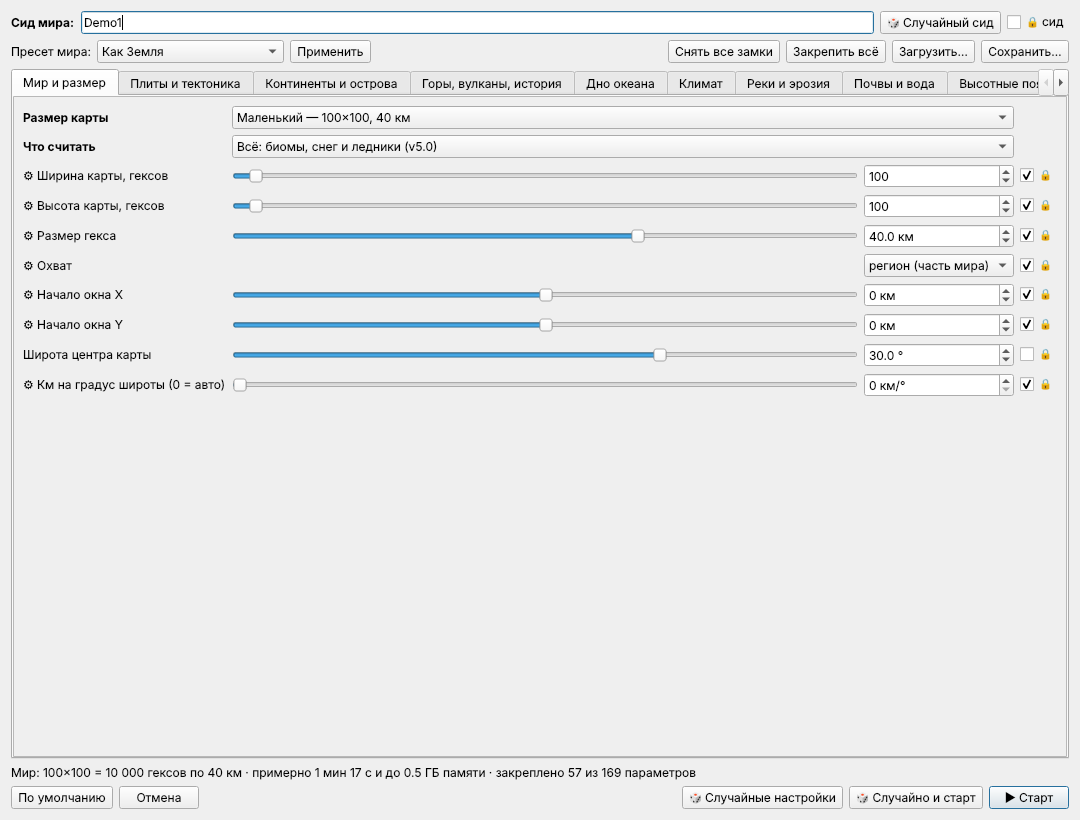 Сид мира: Demo1 🎲 Случайный сид 🔒 сид
Пресет мира: Как Земля Применить Снять все замки Закрепить всё Загрузить... Сохранить...
Мир и размер Плиты и тектоника Континенты и острова Горы, вулканы, история Дно океана Климат Реки и эрозия Почвы и вода Высотные
Размер карты Маленький — 100×100, 40 км
Что считать Всё: биомы, снег и ледники (v5.0)
⚙ Ширина карты, гексов 100 🔒
⚙ Высота карты, гексов 100 🔒
⚙ Размер гекса 40.0 км 🔒
⚙ Охват регион (часть мира) 🔒
⚙ Начало окна X 0 км 🔒
⚙ Начало окна Y 0 км 🔒
Широта центра карты 30.0 ° 🔒
⚙ Км на градус широты (0 = авто) 0 км/° 🔒
Мир: 100×100 = 10 000 гексов по 40 км · примерно 1 мин 17 с и до 0.5 ГБ памяти · закреплено 57 из 169 параметров
По умолчанию Отмена 🎲 Случайные настройки 🎲 Случайно и старт ▶ Старт